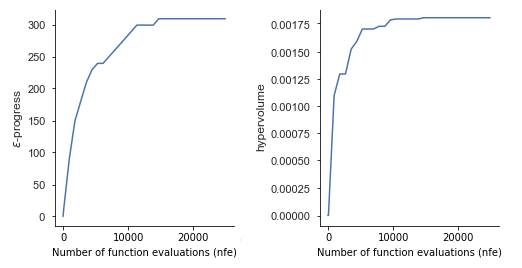 300
250
200
150
100
50
0
ε-progress
0 10000 20000
Number of function evaluations (nfe)
0.00175
0.00150
0.00125
0.00100
0.00075
0.00050
0.00025
0.00000
hypervolume
0 10000 20000
Number of function evaluations (nfe)